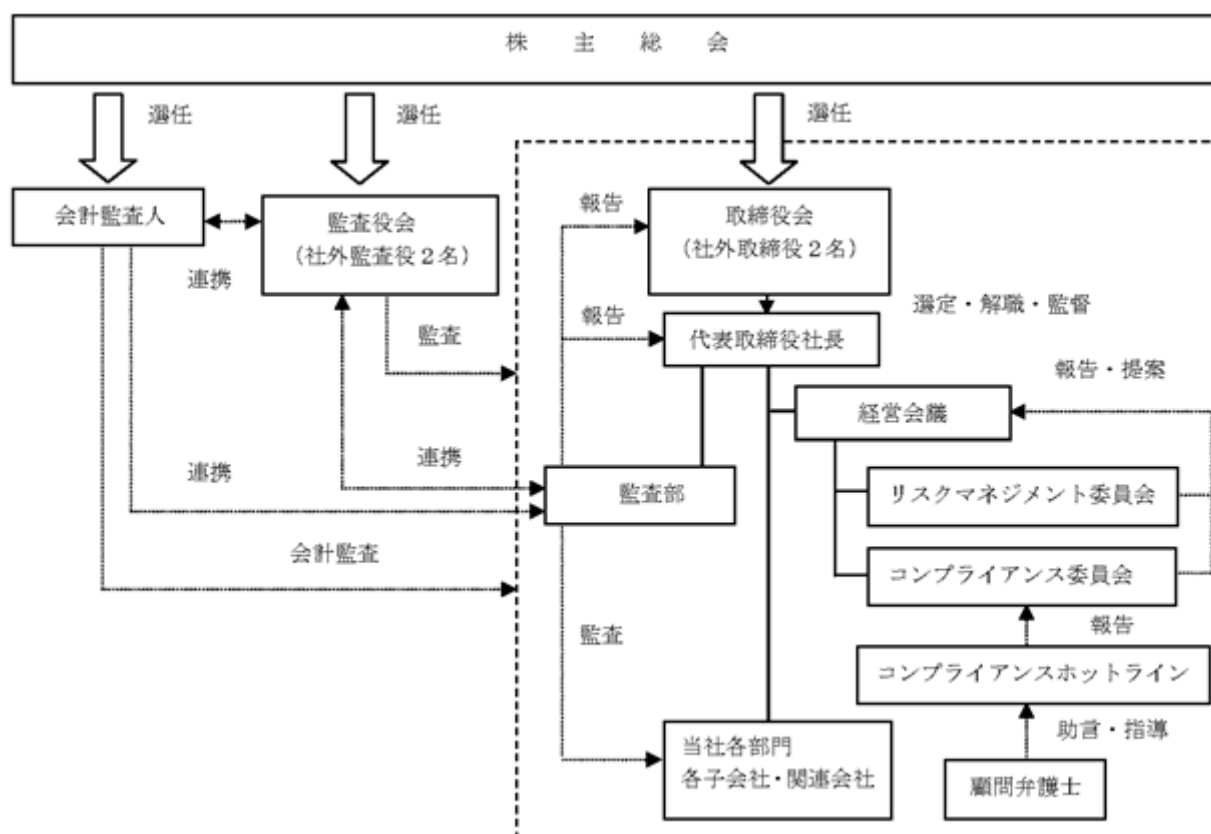 株主総会
選任
選任
選任
会計監査人
監査役会
（社外監査役２名）
報告
取締役会
（社外取締役２名）
連携
選定・解職・監督
監査
報告
代表取締役社長
報告・提案
経営会議
連携
連携
監査部
リスクマネジメント委員会
会計監査
コンプライアンス委員会
監査
報告
コンプライアンスホットライン
助言・指導
当社各部門
各子会社・関連会社
顧問弁護士